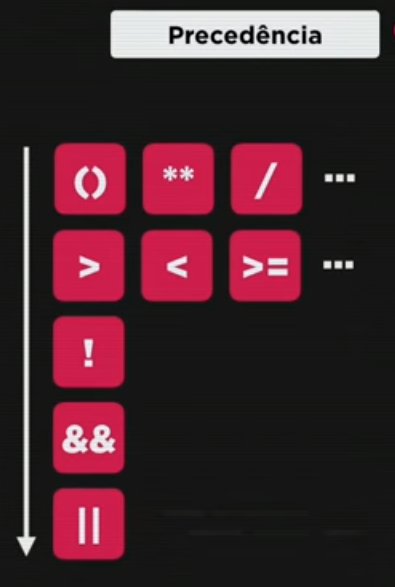 Precedência
() ** / ...
> < >= ...
!
&&
||